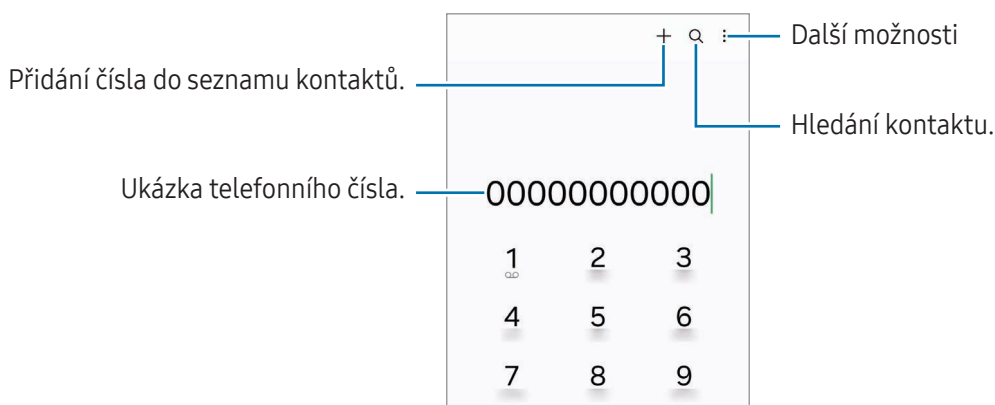 Další možnosti
Přidání čísla do seznamu kontaktů.
Hledání kontaktu.
Ukázka telefonního čísla.
00000000000
1 2 3
4 5 6
7 8 9